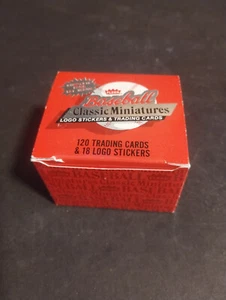 Baseball
Classic Miniatures
LOGO STICKERS & TRADING CARDS
120 TRADING CARDS
& 18 LOGO STICKERS